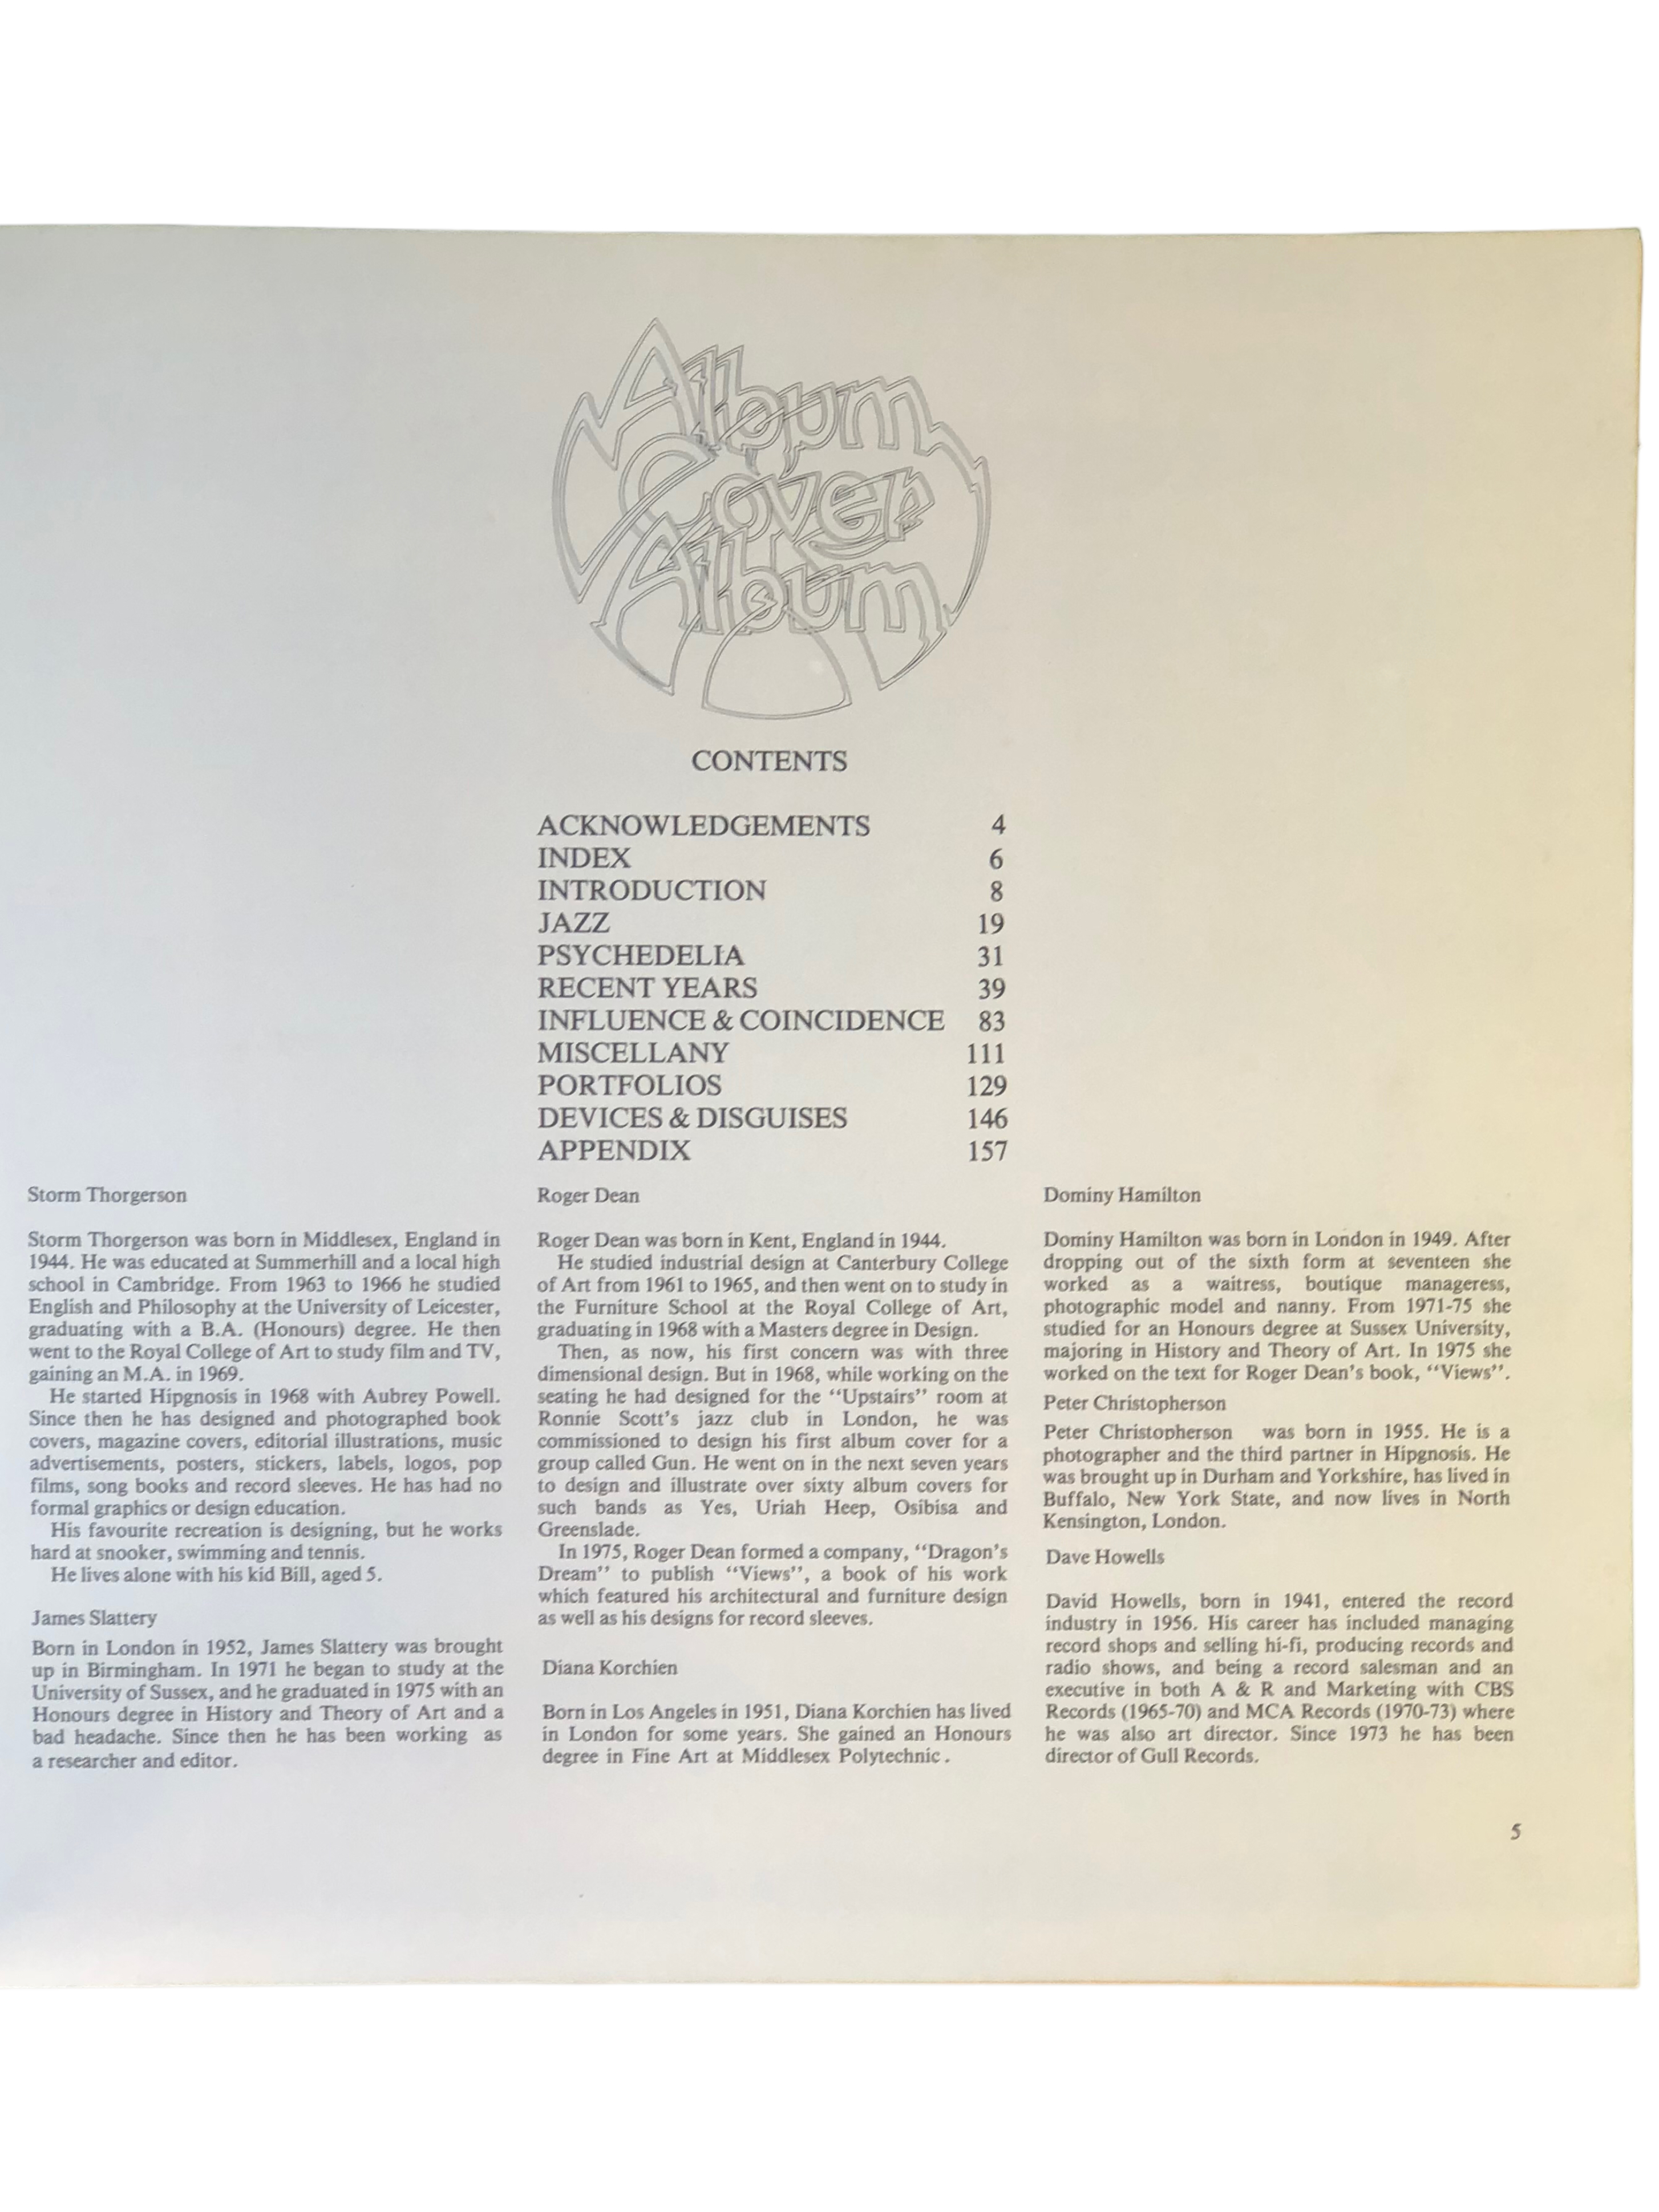 Album
Cover
Album
CONTENTS
ACKNOWLEDGEMENTS 4
INDEX 6
INTRODUCTION 8
JAZZ 19
PSYCHEDELIA 31
RECENT YEARS 39
INFLUENCE & COINCIDENCE 83
MISCELLANY 111
PORTFOLIOS 129
DEVICES & DISGUISES 146
APPENDIX 157
Storm Thorgerson
Storm Thorgerson was born in Middlesex, England in
1944. He was educated at Summerhill and a local high
school in Cambridge. From 1963 to 1966 he studied
English and Philosophy at the University of Leicester,
graduating with a B.A. (Honours) degree. He then
went to the Royal College of Art to study film and TV,
gaining an M.A. in 1969.
He started Hipgnosis in 1968 with Aubrey Powell.
Since then he has designed and photographed book
covers, magazine covers, editorial illustrations, music
advertisements, posters, stickers, labels, logos, pop
films, song books and record sleeves. He has had no
formal graphics or design education.
His favourite recreation is designing, but he works
hard at snooker, swimming and tennis.
He lives alone with his kid Bill, aged 5.
James Slattery
Born in London in 1952, James Slattery was brought
up in Birmingham. In 1971 he began to study at the
University of Sussex, and he graduated in 1975 with an
Honours degree in History and Theory of Art and a
bad headache. Since then he has been working as
a researcher and editor.
Roger Dean
Roger Dean was born in Kent, England in 1944.
He studied industrial design at Canterbury College
of Art from 1961 to 1965, and then went on to study in
the Furniture School at the Royal College of Art,
graduating in 1968 with a Masters degree in Design.
Then, as now, his first concern was with three
dimensional design. But in 1968, while working on the
seating he had designed for the "Upstairs" room at
Ronnie Scott's jazz club in London, he was
commissioned to design his first album cover for a
group called Gun. He went on in the next seven years
to design and illustrate over sixty album covers for
such bands as Yes, Uriah Heep, Osibisa and
Greenslade.
In 1975, Roger Dean formed a company, "Dragon's
Dream" to publish "Views", a book of his work
which featured his architectural and furniture design
as well as his designs for record sleeves.
Diana Korchien
Born in Los Angeles in 1951, Diana Korchien has lived
in London for some years. She gained an Honours
degree in Fine Art at Middlesex Polytechnic.
Dominy Hamilton
Dominy Hamilton was born in London in 1949. After
dropping out of the sixth form at seventeen she
worked as a waitress, boutique manageress,
photographic model and nanny. From 1971-75 she
studied for an Honours degree at Sussex University,
majoring in History and Theory of Art. In 1975 she
worked on the text for Roger Dean's book, "Views".
Peter Christopherson
Peter Christopherson was born in 1955. He is a
photographer and the third partner in Hipgnosis. He
was brought up in Durham and Yorkshire, has lived in
Buffalo, New York State, and now lives in North
Kensington, London.
Dave Howells
David Howells, born in 1941, entered the record
industry in 1956. His career has included managing
record shops and selling hi-fi, producing records and
radio shows, and being a record salesman and an
executive in both A & R and Marketing with CBS
Records (1965-70) and MCA Records (1970-73) where
he was also art director. Since 1973 he has been
director of Gull Records.
5